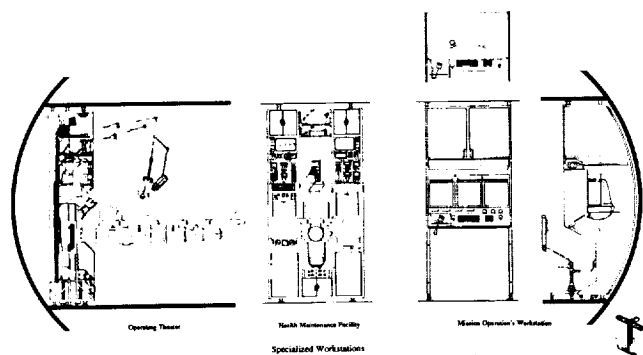 Operating Theater
Health Maintenance Facility
Mission Operation's Workstation
Specialized Workstations